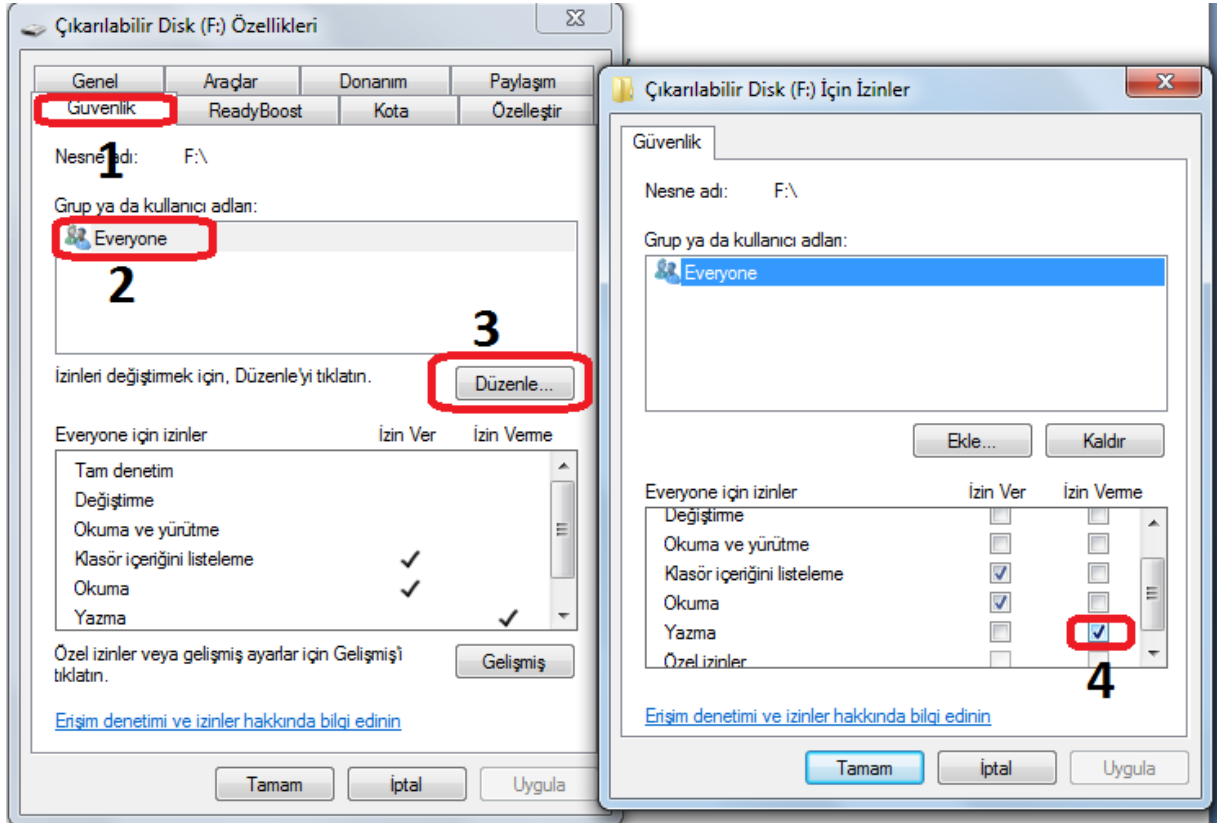 Çıkarılabilir Disk (F:) Özellikleri
Genel Araçlar Donanım Paylaşım
Güvenlik ReadyBoost Kota Özelleştir
1
Nesne adı: F:\
Grup ya da kullanıcı adları:
Everyone
2
3
İzinleri değiştirmek için, Düzenle'yi tıklatın.
Düzenle...
Everyone için izinler İzin Ver İzin Verme
Tam denetim
Değiştirme
Okuma ve yürütme
Klasör içeriğini listeleme
Okuma
Yazma
Özel izinler veya gelişmiş ayarlar için Gelişmiş'i
tıklatın.
Gelişmiş
Erişim denetimi ve izinler hakkında bilgi edinin
Tamam İptal Uygula
Çıkarılabilir Disk (F:) İçin İzinler
Güvenlik
Nesne adı: F:\
Grup ya da kullanıcı adları:
Everyone
Ekle... Kaldır
Everyone için izinler İzin Ver İzin Verme
Değiştirme
Okuma ve yürütme
Klasör içeriğini listeleme
Okuma
Yazma
Özel izinler
4
Erişim denetimi ve izinler hakkında bilgi edinin
Tamam İptal Uygula